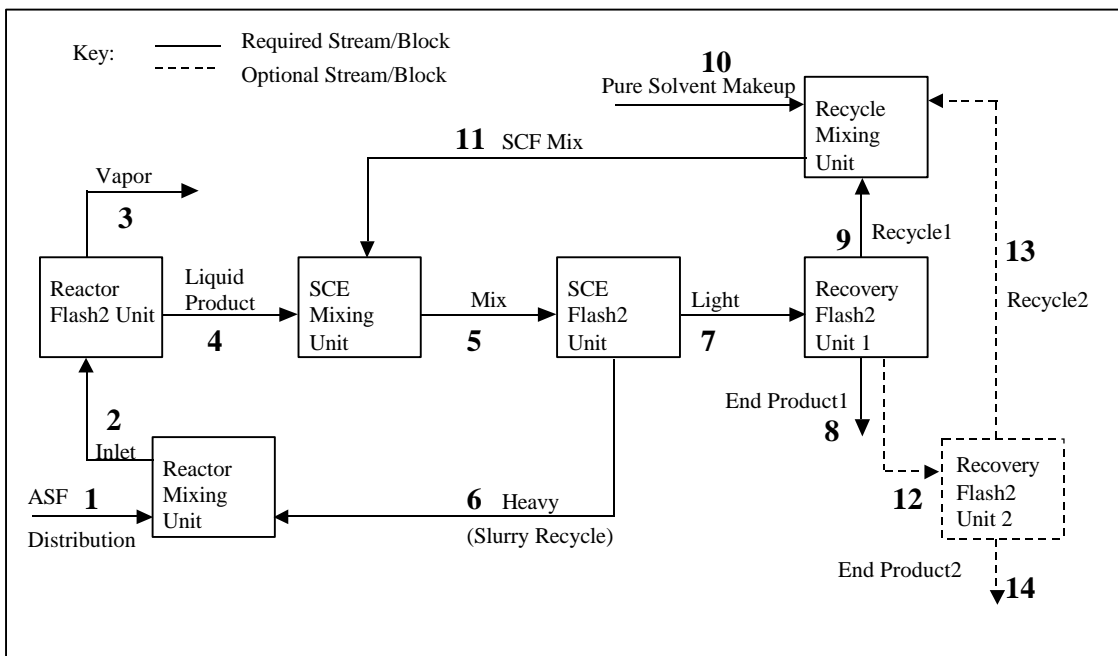 Key:
Required Stream/Block
Optional Stream/Block
10
Pure Solvent Makeup
Recycle
Mixing
Unit
11 SCF Mix
Vapor
3
9 Recycle1
13
Recycle2
Reactor
Flash2 Unit
Liquid
Product
4
SCE
Mixing
Unit
Mix
5
SCE
Flash2
Unit
Light
7
Recovery
Flash2
Unit 1
End Product1
8
2
Inlet
Reactor
Mixing
Unit
ASF 1
Distribution
6 Heavy
(Slurry Recycle)
12
Recovery
Flash2
Unit 2
End Product2
14